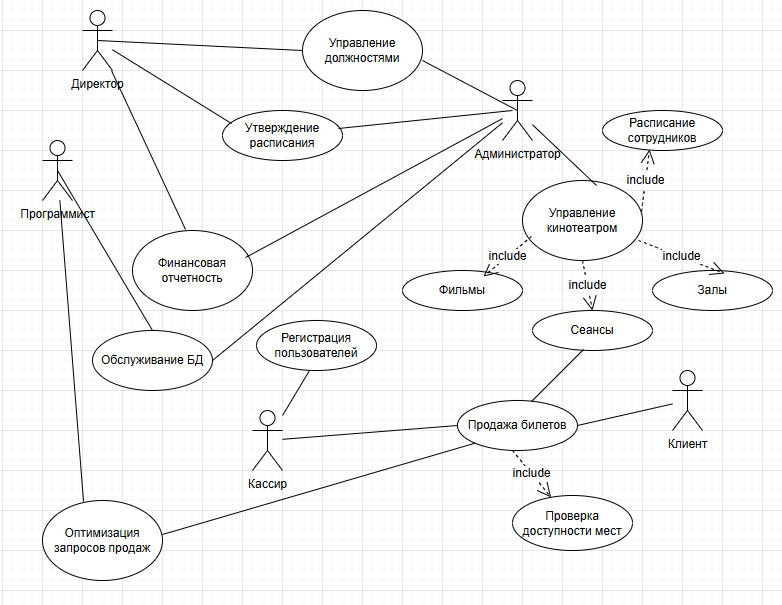 Управление
должностями
Директор
Утверждение
расписания
Администратор
Расписание
сотрудников
include
Программист
Управление
кинотеатром
Финансовая
отчетность
include
include
include
Фильмы
Залы
Сеансы
Регистрация
пользователей
Обслуживание БД
Продажа билетов
Клиент
include
Кассир
Оптимизация
запросов продаж
Проверка
доступности мест